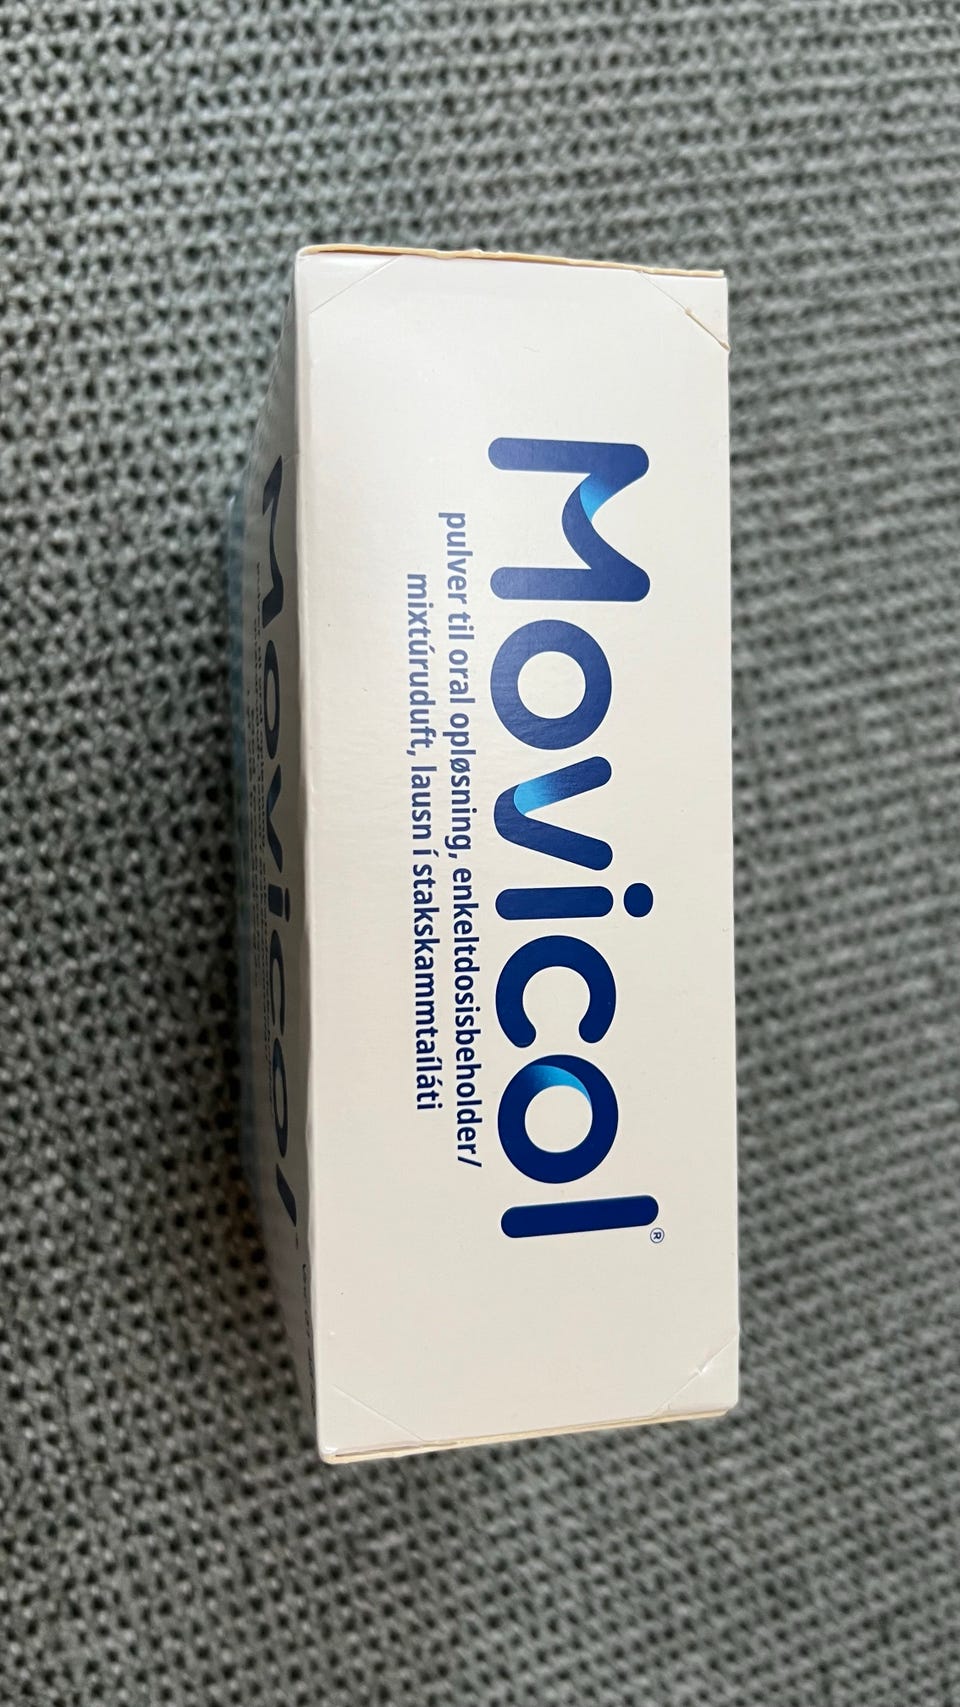 Movicol®
pulver til oral opløsning, enkeltdosisbeholder/
mixtúruduft, lausn í stakskammtaíláti
Movicol